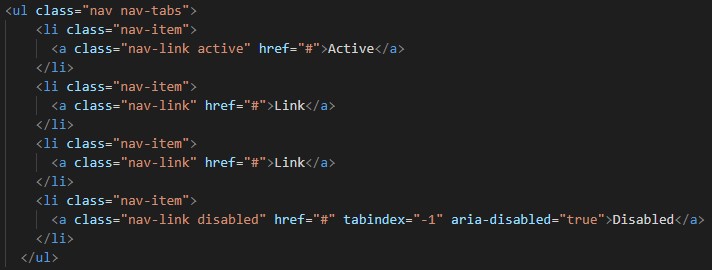 <ul class="nav nav-tabs">
<li class="nav-item">
<a class="nav-link active" href="#">Active</a>
</li>
<li class="nav-item">
<a class="nav-link" href="#">Link</a>
</li>
<li class="nav-item">
<a class="nav-link" href="#">Link</a>
</li>
<li class="nav-item">
<a class="nav-link disabled" href="#" tabindex="-1" aria-disabled="true">Disabled</a>
</li>
</ul>